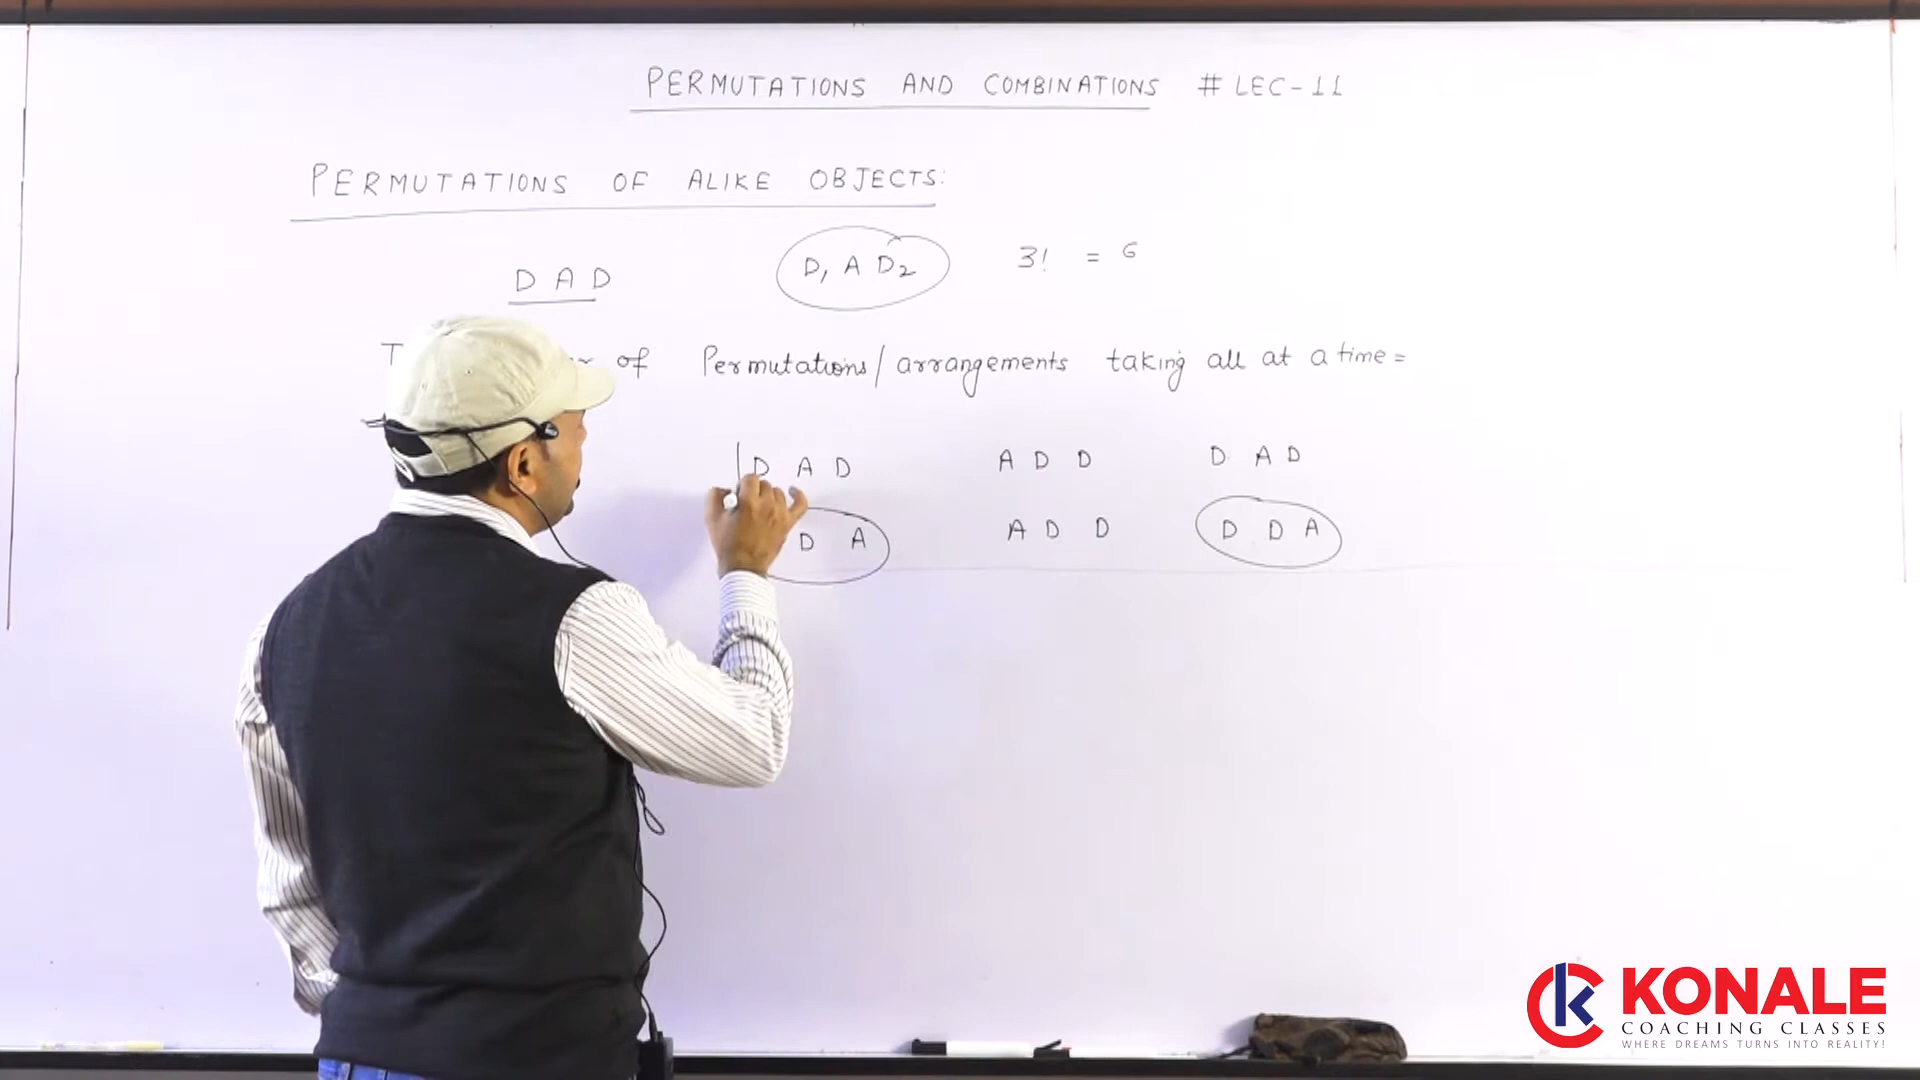 PERMUTATIONS AND COMBINATIONS # LEC-11
PERMUTATIONS OF ALIKE OBJECTS:
D A D
D, A D2
3! = 6
of Permutations/arrangements taking all at a time =
D A D A D D D A D
D A A D D D D A
KONALE
COACHING CLASSES
WHERE DREAMS TURNS INTO REALITY!